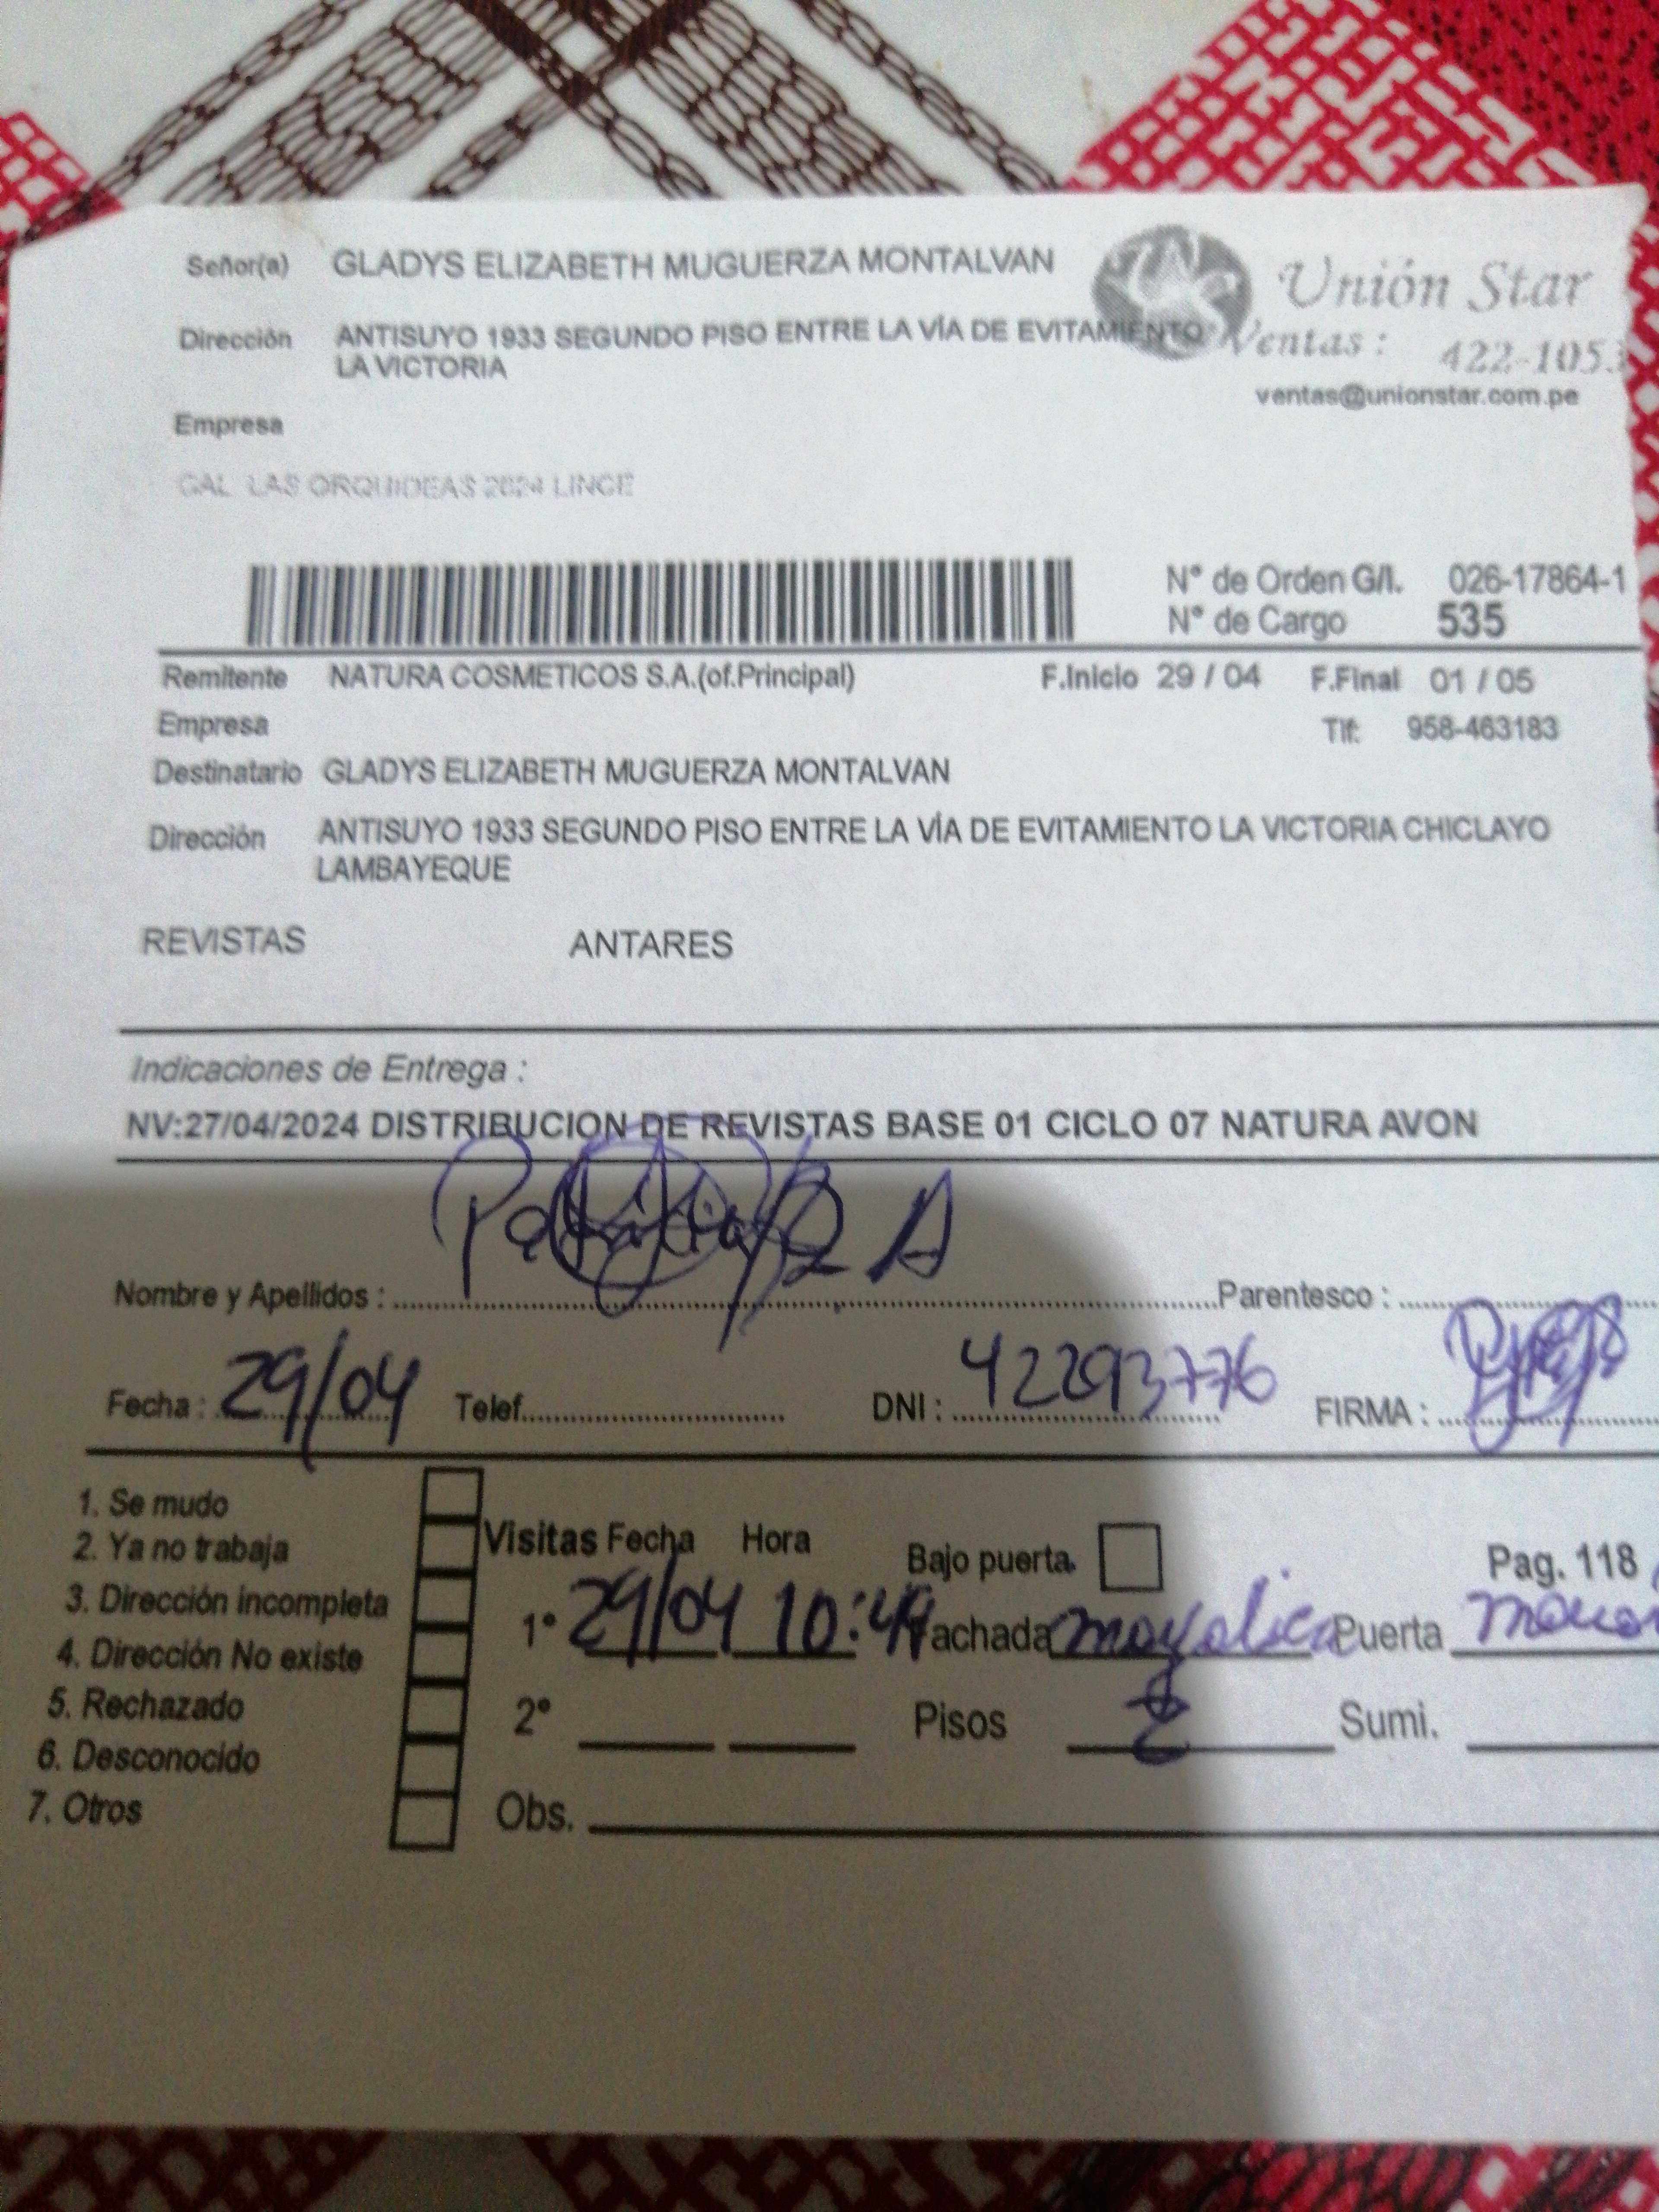 Señor(a) GLADYS ELIZABETH MUGUERZA MONTALVAN
Unión Star
Dirección ANTISUYO 1933 SEGUNDO PISO ENTRE LA VÍA DE EVITAMIENTO
LA VICTORIA
Ventas : 422-1053
ventas@unionstar.com.pe
Empresa
CAL LAS ORQUIDEAS 2624 LINCE
N° de Orden G/I. 026-17864-1
N° de Cargo 535
Remitente NATURA COSMETICOS S.A.(of.Principal) F.Inicio 29 / 04 F.Final 01 / 05
Empresa Tlf: 958-463183
Destinatario GLADYS ELIZABETH MUGUERZA MONTALVAN
Dirección ANTISUYO 1933 SEGUNDO PISO ENTRE LA VÍA DE EVITAMIENTO LA VICTORIA CHICLAYO
LAMBAYEQUE
REVISTAS ANTARES
Indicaciones de Entrega :
NV:27/04/2024 DISTRIBUCION DE REVISTAS BASE 01 CICLO 07 NATURA AVON
Nombre y Apellidos : Parentesco :
Fecha : 29/04 Telef. DNI : 42293776 FIRMA :
1. Se mudo
2. Ya no trabaja
3. Dirección incompleta
4. Dirección No existe
5. Rechazado
6. Desconocido
7. Otros
Visitas Fecha Hora Bajo puerta. Pag. 118
1° 29/04 10:49 Fachada mayolica Puerta
2° Pisos 2 Sumi.
Obs.